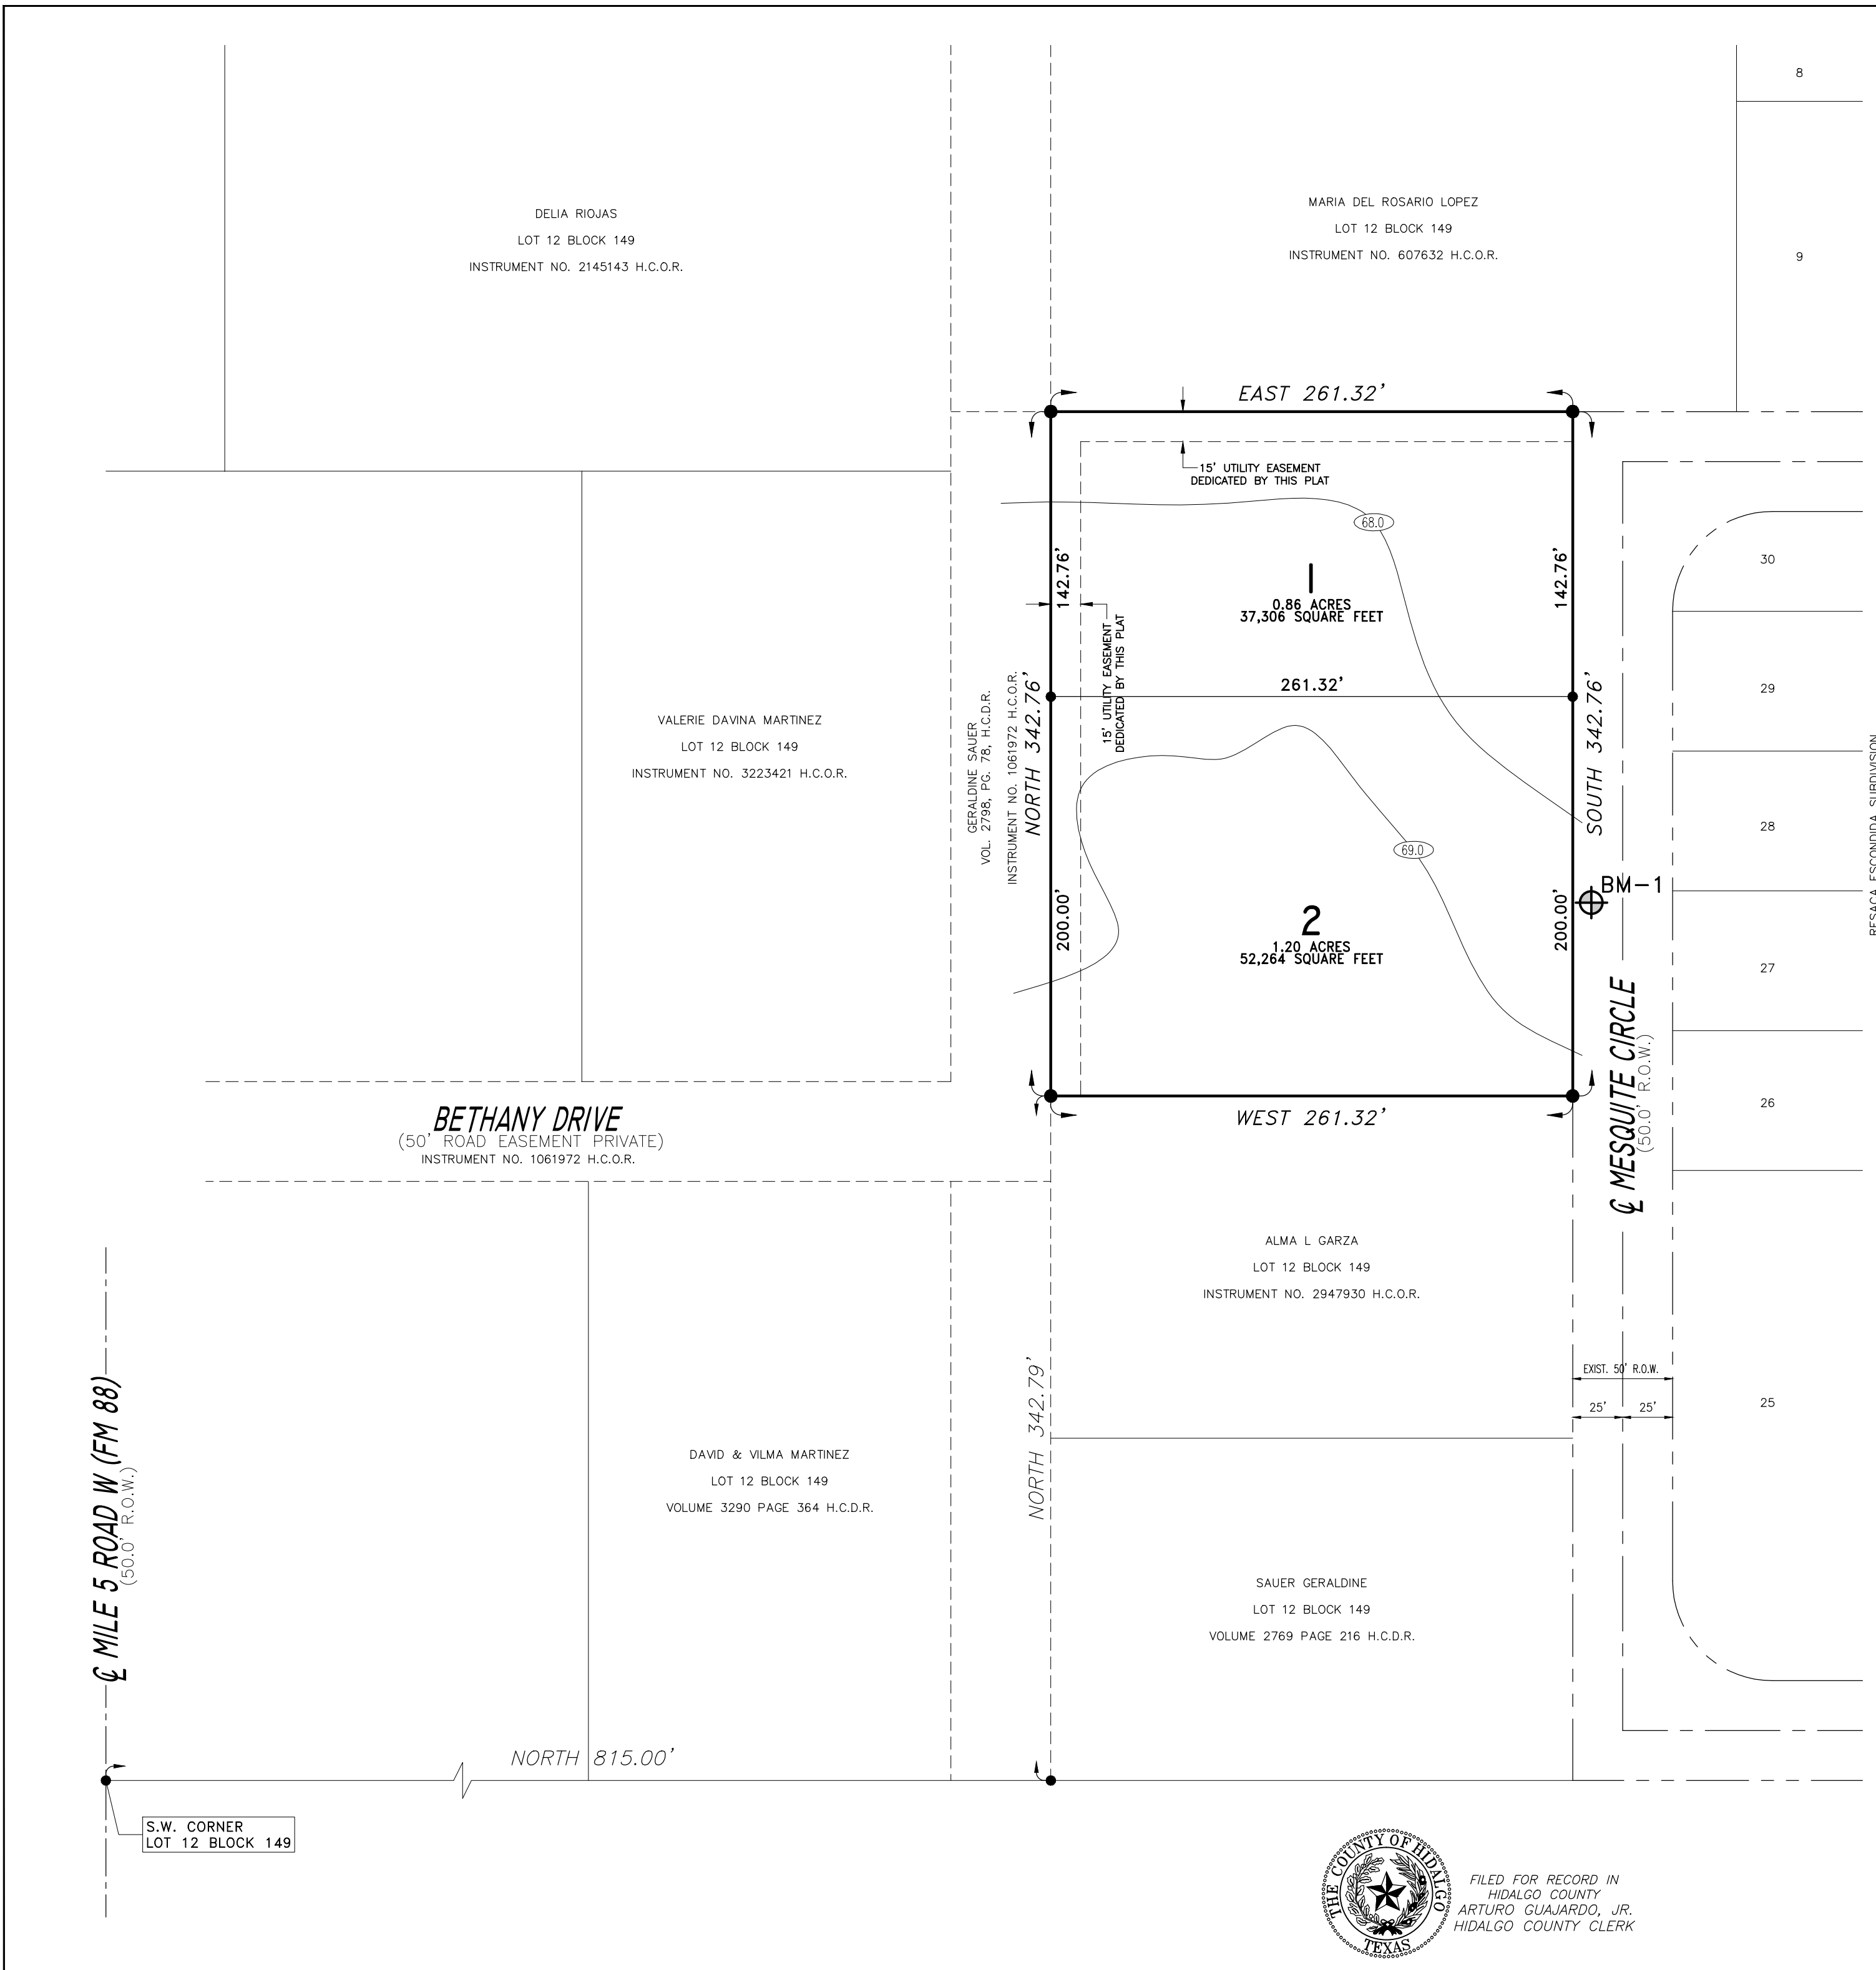 8
DELIA RIOJAS
LOT 12 BLOCK 149
INSTRUMENT NO. 2145143 H.C.O.R.
MARIA DEL ROSARIO LOPEZ
LOT 12 BLOCK 149
INSTRUMENT NO. 607632 H.C.O.R.
9
EAST 261.32'
15' UTILITY EASEMENT
DEDICATED BY THIS PLAT
68.0
142.76'
142.76'
1
0.86 ACRES
37,306 SQUARE FEET
15' UTILITY EASEMENT
DEDICATED BY THIS PLAT
30
29
261.32'
VALERIE DAVINA MARTINEZ
LOT 12 BLOCK 149
INSTRUMENT NO. 3223421 H.C.O.R.
GERALDINE SAUER
VOL. 2798, PG. 78, H.C.D.R.
INSTRUMENT NO. 1061972 H.C.O.R.
NORTH 342.76'
SOUTH 342.76'
RESACA ESCONDIDA SUBDIVISION
28
69.0
BM-1
200.00'
200.00'
2
1.20 ACRES
52,264 SQUARE FEET
27
℄ MESQUITE CIRCLE
(50.0' R.O.W.)
26
WEST 261.32'
BETHANY DRIVE
(50' ROAD EASEMENT PRIVATE)
INSTRUMENT NO. 1061972 H.C.O.R.
ALMA L GARZA
LOT 12 BLOCK 149
INSTRUMENT NO. 2947930 H.C.O.R.
EXIST. 50' R.O.W.
25'
25'
25
℄ MILE 5 ROAD W (FM 88)
(50.0' R.O.W.)
DAVID & VILMA MARTINEZ
LOT 12 BLOCK 149
VOLUME 3290 PAGE 364 H.C.D.R.
NORTH 342.79'
SAUER GERALDINE
LOT 12 BLOCK 149
VOLUME 2769 PAGE 216 H.C.D.R.
NORTH 815.00'
S.W. CORNER
LOT 12 BLOCK 149
THE COUNTY OF HIDALGO
TEXAS
FILED FOR RECORD IN
HIDALGO COUNTY
ARTURO GUAJARDO, JR.
HIDALGO COUNTY CLERK